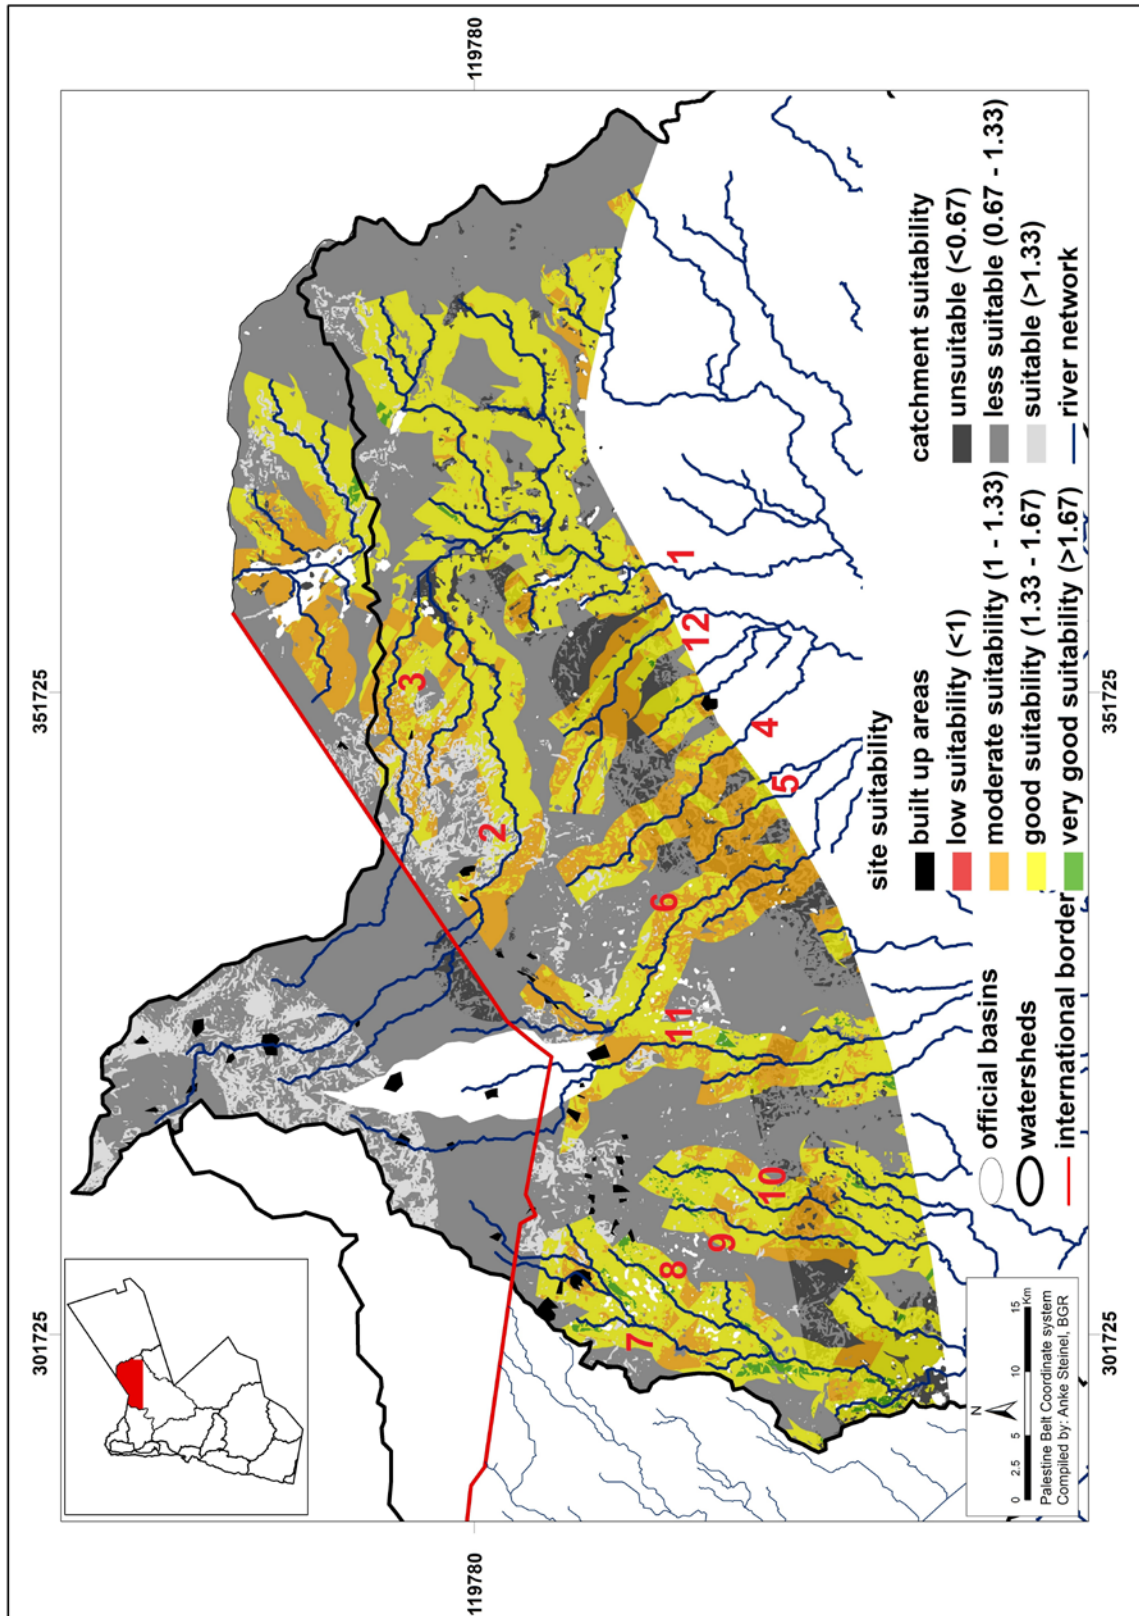 119780
119780
351725
351725
301725
301725
1
2
3
4
5
6
7
8
9
10
11
12
site suitability
built up areas
low suitability (<1)
moderate suitability (1 - 1.33)
good suitability (1.33 - 1.67)
very good suitability (>1.67)
catchment suitability
unsuitable (<0.67)
less suitable (0.67 - 1.33)
suitable (>1.33)
river network
official basins
watersheds
international border
N
0 2.5 5 10 15
Km
Palestine Belt Coordinate system
Compiled by: Anke Steinel, BGR